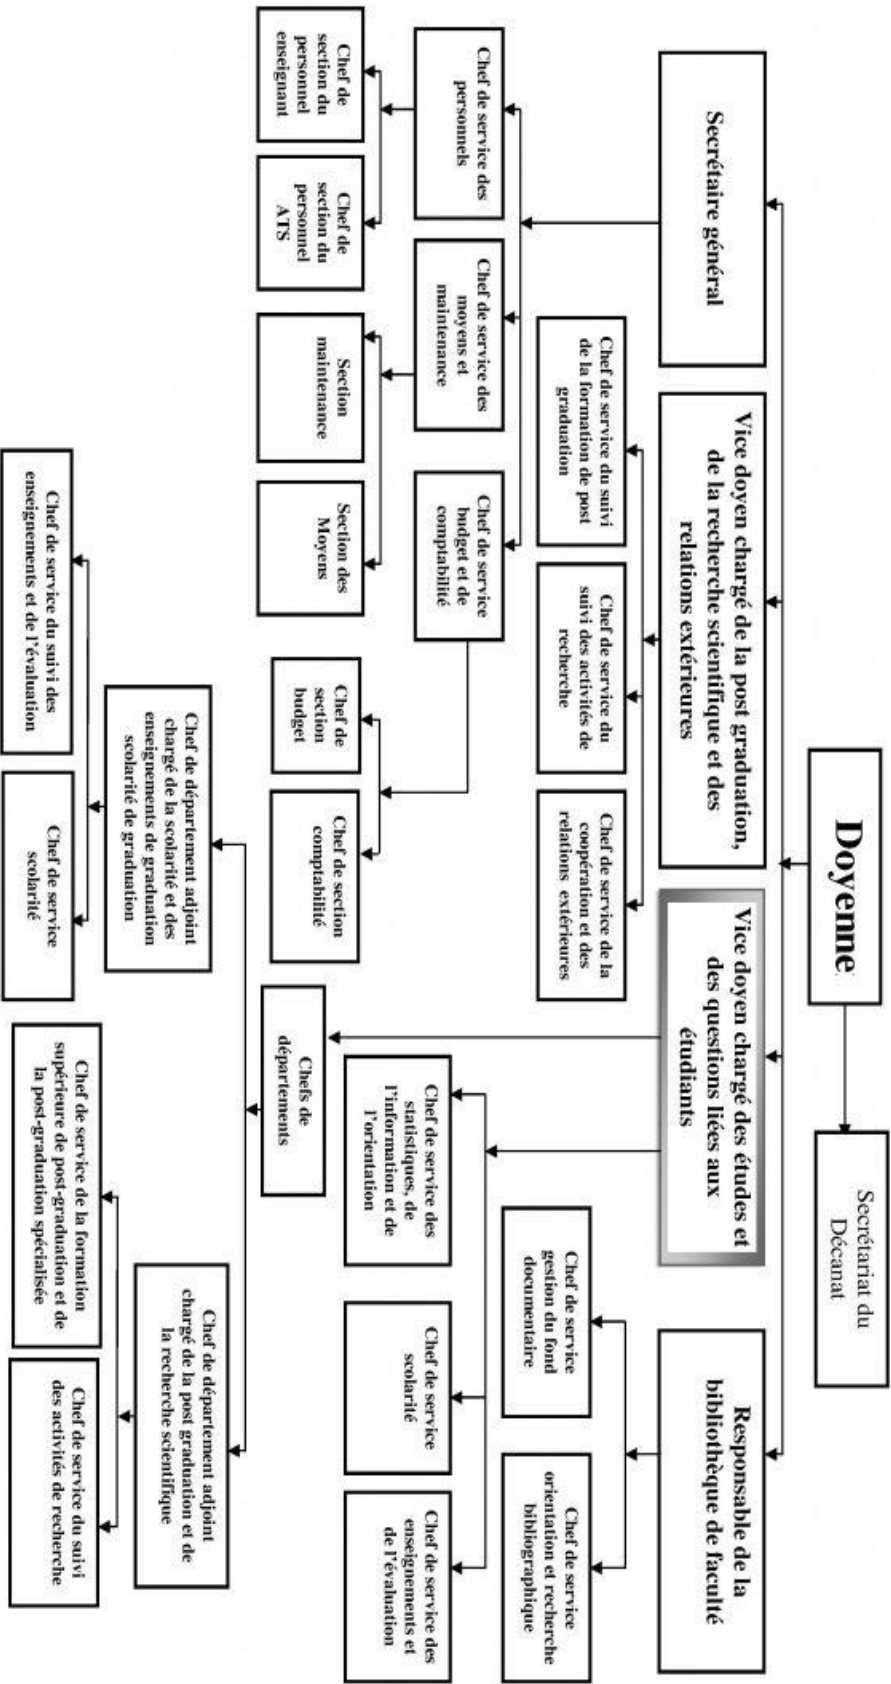 Doyenne
Secrétariat du
Décanat
Secrétaire général
Vice doyen chargé de la post graduation,
de la recherche scientifique et des
relations extérieures
Vice doyen chargé des études et
des questions liées aux
étudiants
Responsable de la
bibliothèque de faculté
Chef de service du suivi
de la formation de post
graduation
Chef de service du
suivi des activités de
recherche
Chef de service de la
coopération et des
relations extérieures
Chef de service
gestion du fond
documentaire
Chef de service
orientation et recherche
bibliographique
Chef de service des
personnels
Chef de service des
moyens et
maintenance
Chef de service
budget et de
comptabilité
Chef de service des
statistiques, de
l'information et de
l'orientation
Chef de service
scolarité
Chef de service des
enseignements et
de l'évaluation
Chef de
section du
personnel
enseignant
Chef de
section du
personnel
ATS
Section
maintenance
Section des
Moyens
Chef de
section
budget
Chef de section
comptabilité
Chefs de
départements
Chef de département adjoint
chargé de la scolarité et des
enseignements de graduation
scolarité de graduation
Chef de département adjoint
chargé de la post graduation et de
la recherche scientifique
Chef de service du suivi des
enseignements et de l'évaluation
Chef de service
scolarité
Chef de service de la formation
supérieure de post-graduation et de
la post-graduation spécialisée
Chef de service du suivi
des activités de recherche